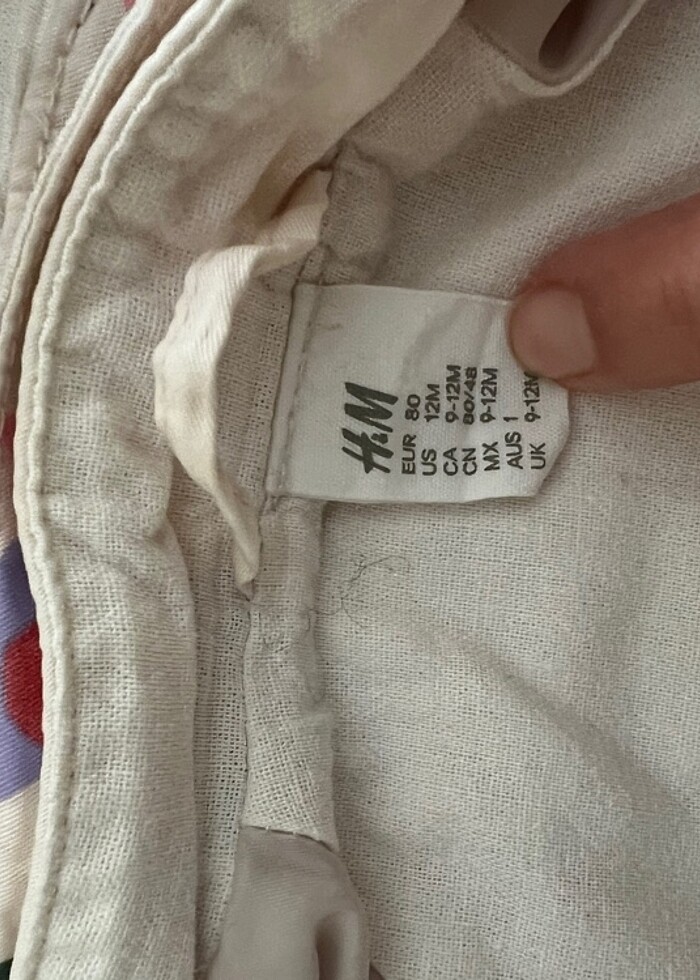 H&M
EUR 80
US 12M
CA 9-12M
CN 80/48
MX 9-12M
AUS 1
UK 9-12M